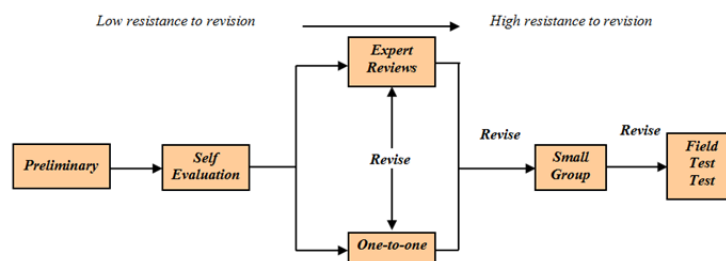 Low resistance to revision
High resistance to revision
Expert
Reviews
Preliminary
Self
Evaluation
Revise
Revise
Small
Group
Revise
Field
Test
Test
One-to-one